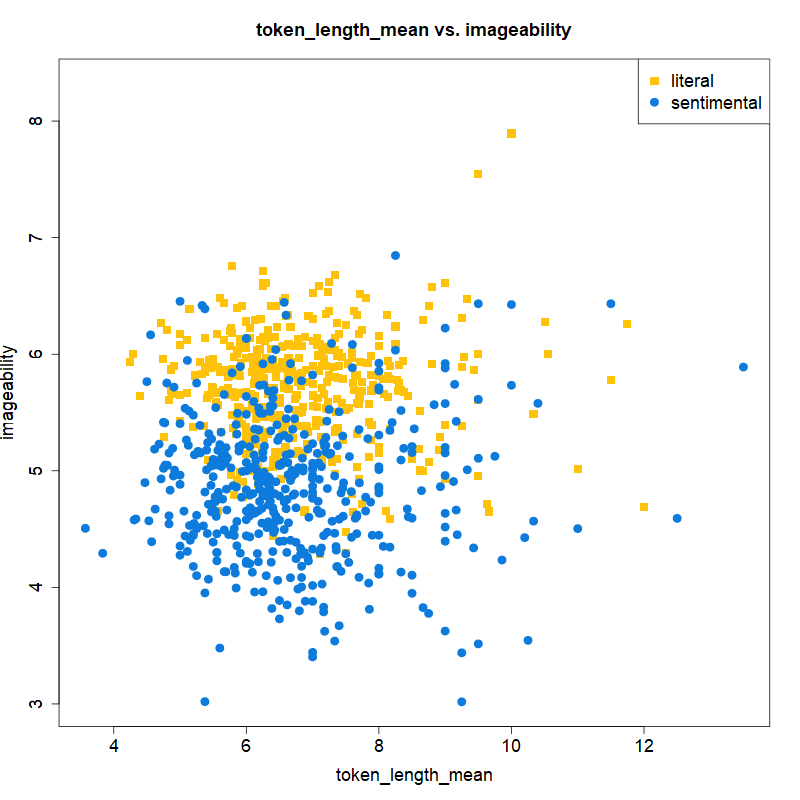 token_length_mean vs. imageability
literal
sentimental
8
7
6
5
4
3
imageability
4
6
8
10
12
token_length_mean